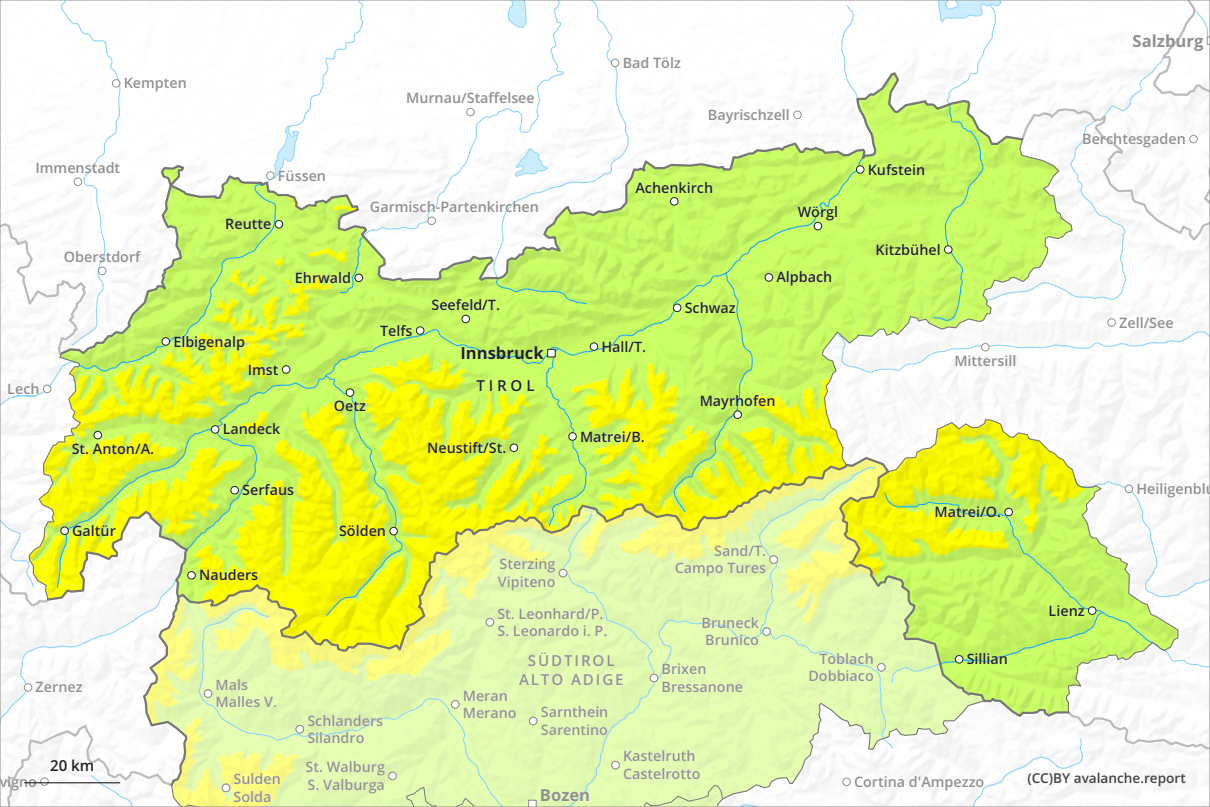 Salzburg
Bad Tölz
Kempten
Murnau/Staffelsee
Bayrischzell
Berchtesgaden
Immenstadt
Füssen
Kufstein
Achenkirch
Garmisch-Partenkirchen
Wörgl
Reutte
Oberstdorf
Kitzbühel
Ehrwald
Alpbach
Seefeld/T.
Schwaz
Telfs
Zell/See
Elbigenalp
Innsbruck
Hall/T.
Mittersill
Imst
TIROL
Lech
Oetz
Mayrhofen
Landeck
Matrei/B.
St. Anton/A.
Neustift/St.
Serfaus
Heiligenblu
Matrei/O.
Galtür
Sölden
Sand/T.
Campo Tures
Sterzing
Vipiteno
Nauders
St. Leonhard/P.
S. Leonardo i. P.
Lienz
Bruneck
Brunico
SÜDTIROL
ALTO ADIGE
Toblach
Dobbiaco
Sillian
Brixen
Bressanone
Zernez
Mals
Malles V.
Meran
Merano
Sarnthein
Sarentino
Schlanders
Silandro
Kastelruth
Castelrotto
St. Walburg
S. Valburga
20 km
vigno
Sulden
Solda
Cortina d'Ampezzo
(CC)BY avalanche.report
Bozen